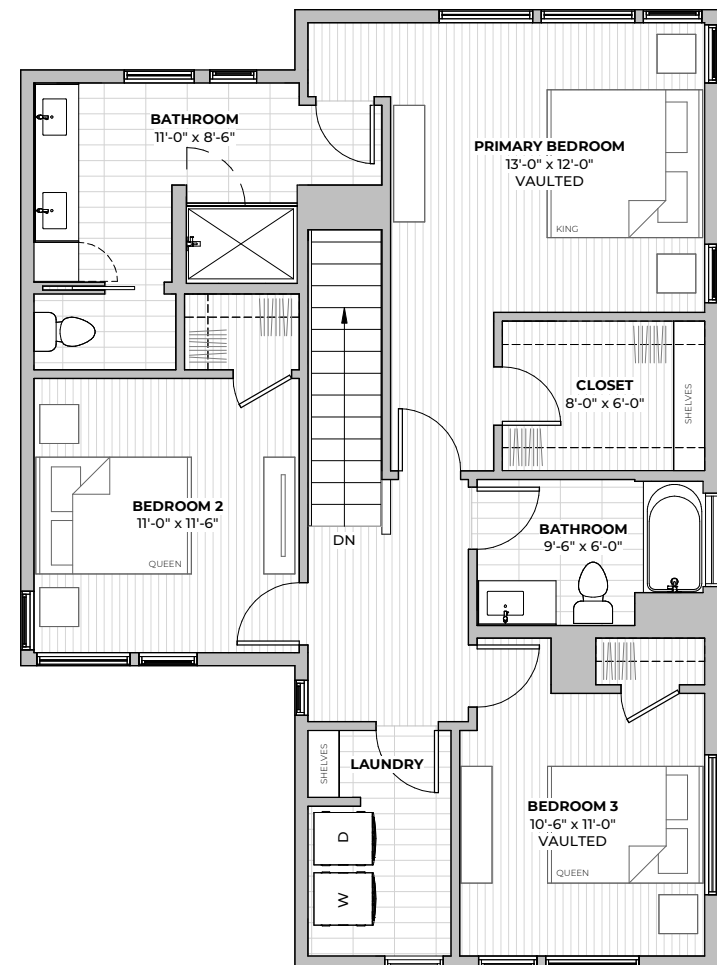 BATHROOM
11'-0" x 8'-6"
PRIMARY BEDROOM
13'-0" x 12'-0"
VAULTED
KING
CLOSET
8'-0" x 6'-0"
SHELVES
BEDROOM 2
11'-0" x 11'-6"
QUEEN
DN
BATHROOM
9'-6" x 6'-0"
LAUNDRY
SHELVES
D
W
BEDROOM 3
10'-6" x 11'-0"
VAULTED
QUEEN